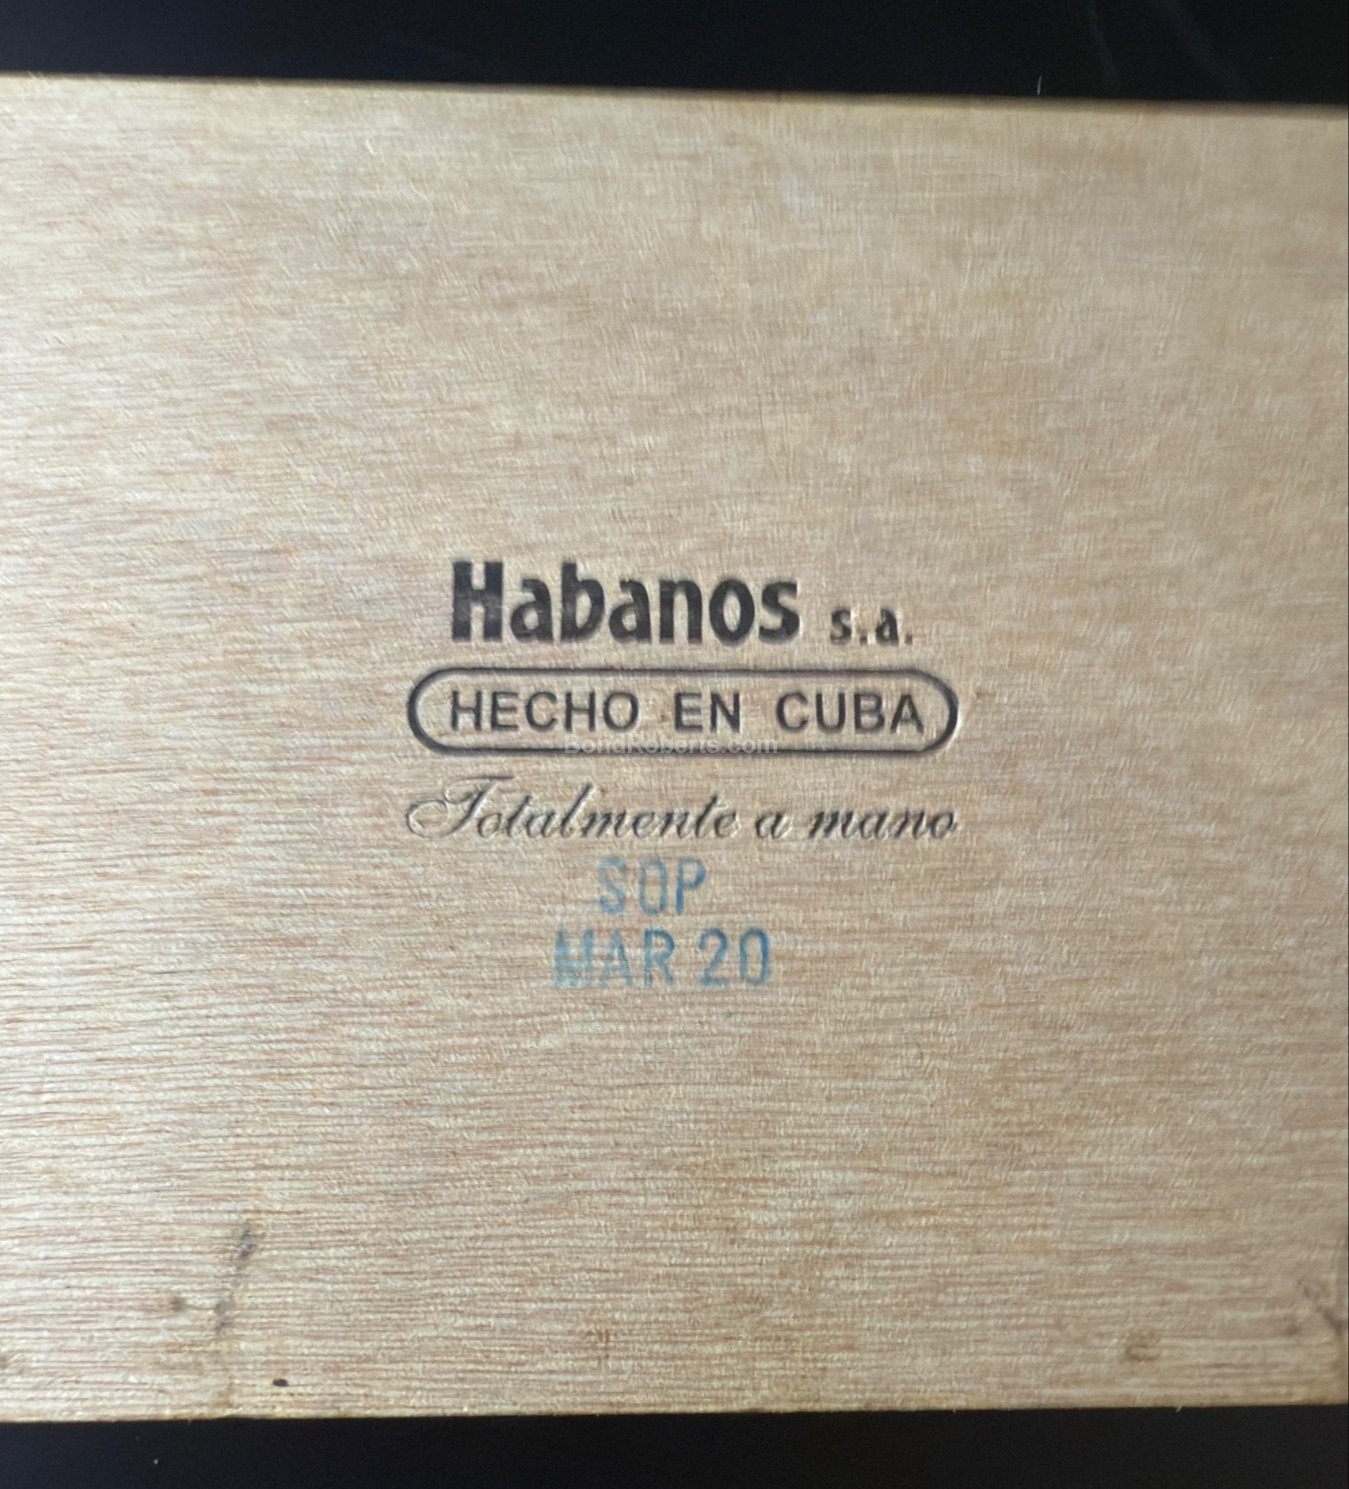 Habanos s.a.
HECHO EN CUBA
BondRoberts.com
Totalmente a mano
SOP
MAR 20